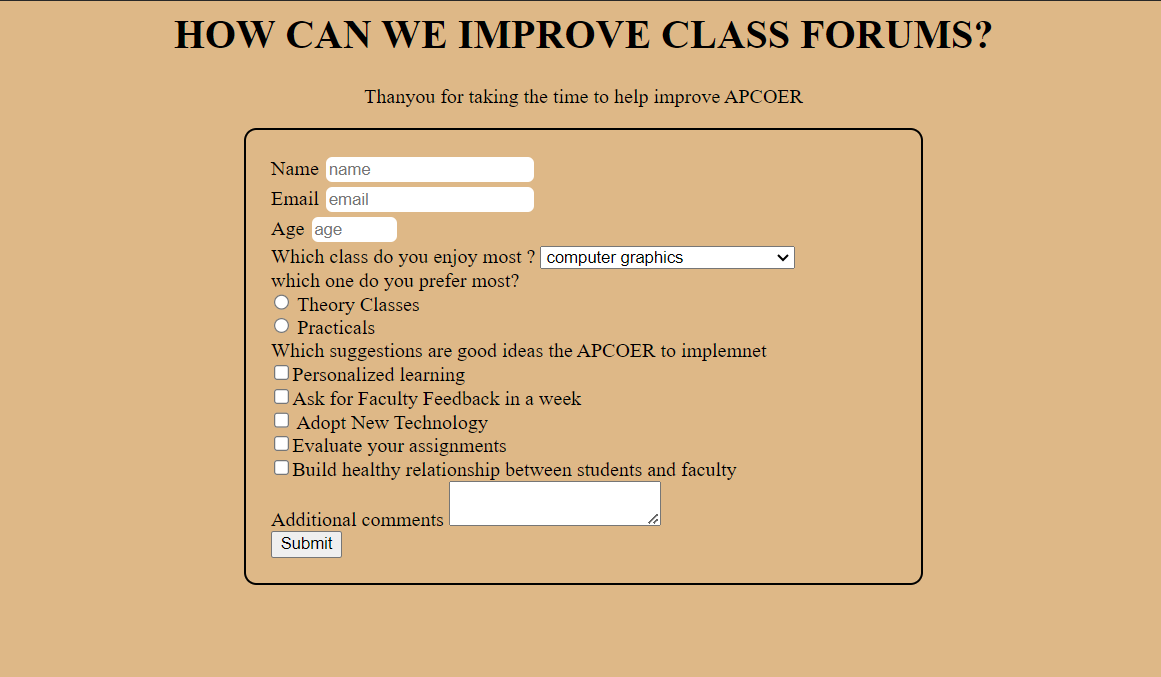 HOW CAN WE IMPROVE CLASS FORUMS?
Thanyou for taking the time to help improve APCOER
Name name
Email email
Age age
Which class do you enjoy most ? computer graphics
which one do you prefer most?
Theory Classes
Practicals
Which suggestions are good ideas the APCOER to implemnet
Personalized learning
Ask for Faculty Feedback in a week
Adopt New Technology
Evaluate your assignments
Build healthy relationship between students and faculty
Additional comments
Submit